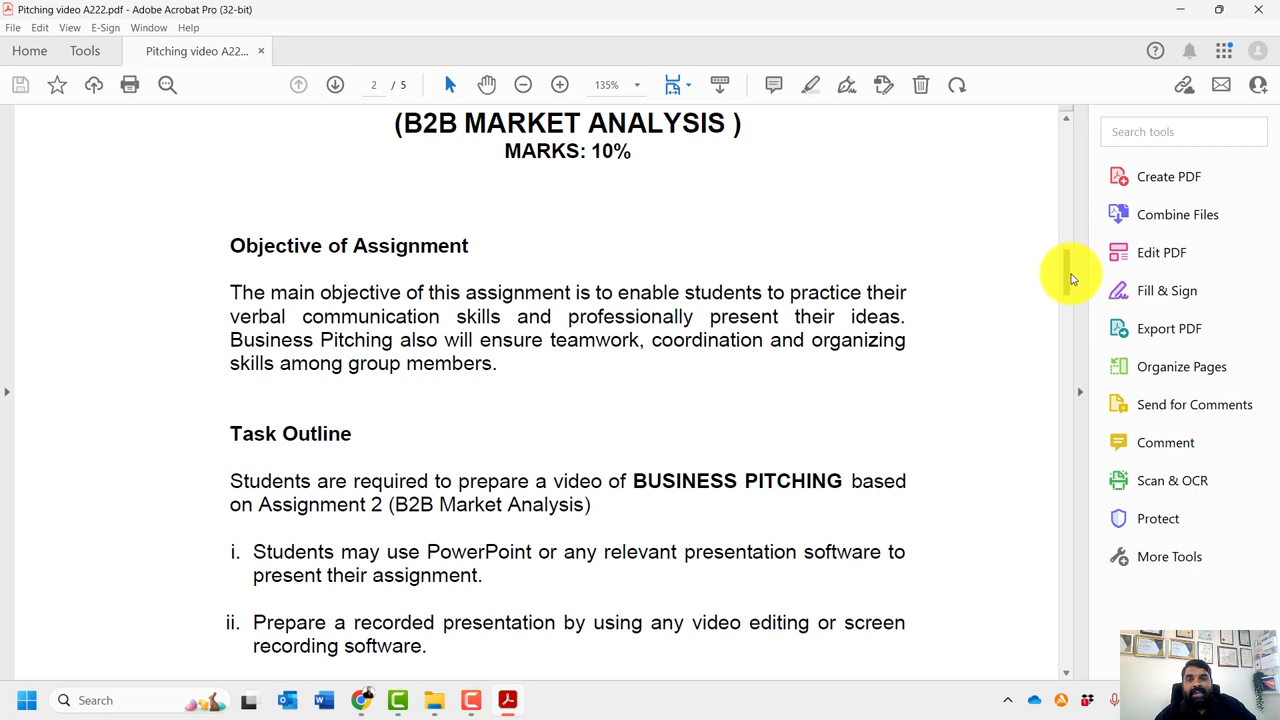 Pitching video A222.pdf - Adobe Acrobat Pro (32-bit)
File Edit View E-Sign Window Help
Home Tools Pitching video A22... ×
2 / 5 135%
(B2B MARKET ANALYSIS )
MARKS: 10%
Objective of Assignment
The main objective of this assignment is to enable students to practice their
verbal communication skills and professionally present their ideas.
Business Pitching also will ensure teamwork, coordination and organizing
skills among group members.
Task Outline
Students are required to prepare a video of BUSINESS PITCHING based
on Assignment 2 (B2B Market Analysis)
i. Students may use PowerPoint or any relevant presentation software to
present their assignment.
ii. Prepare a recorded presentation by using any video editing or screen
recording software.
Search tools
Create PDF
Combine Files
Edit PDF
Fill & Sign
Export PDF
Organize Pages
Send for Comments
Comment
Scan & OCR
Protect
More Tools
Search